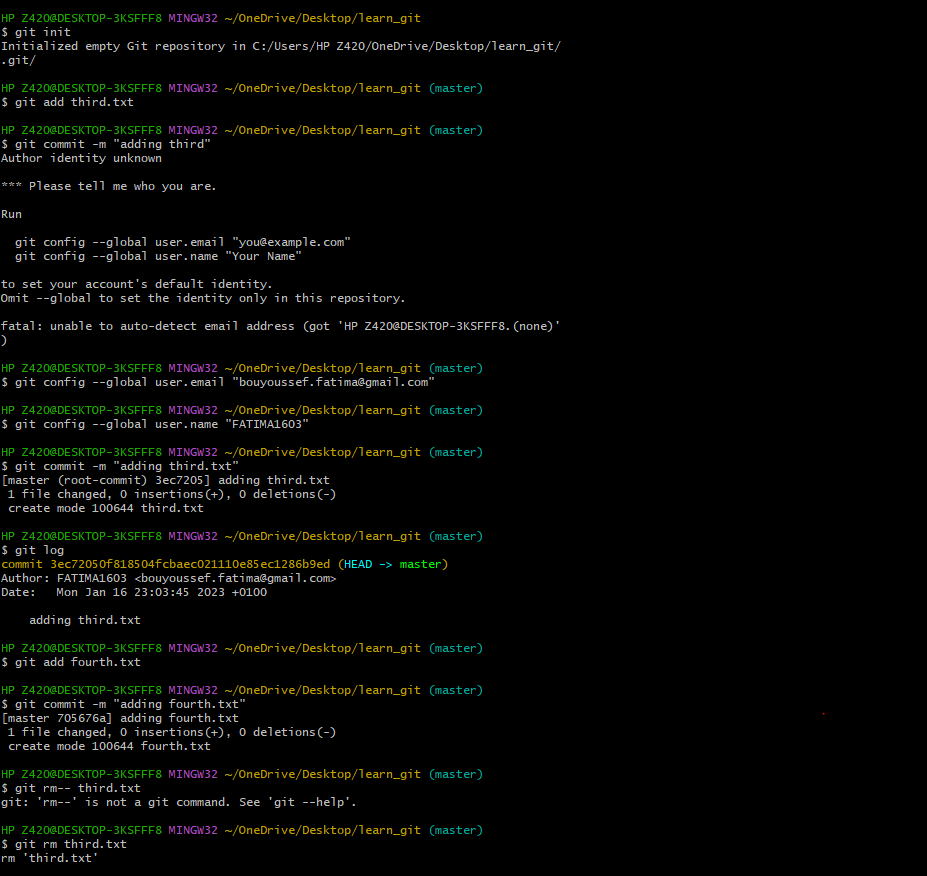 HP Z420@DESKTOP-3KSFFF8 MINGW32 ~/OneDrive/Desktop/learn_git
$ git init
Initialized empty Git repository in C:/Users/HP Z420/OneDrive/Desktop/learn_git/
.git/

HP Z420@DESKTOP-3KSFFF8 MINGW32 ~/OneDrive/Desktop/learn_git (master)
$ git add third.txt

HP Z420@DESKTOP-3KSFFF8 MINGW32 ~/OneDrive/Desktop/learn_git (master)
$ git commit -m "adding third"
Author identity unknown

*** Please tell me who you are.

Run

  git config --global user.email "you@example.com"
  git config --global user.name "Your Name"

to set your account's default identity.
Omit --global to set the identity only in this repository.

fatal: unable to auto-detect email address (got 'HP Z420@DESKTOP-3KSFFF8.(none)'
)

HP Z420@DESKTOP-3KSFFF8 MINGW32 ~/OneDrive/Desktop/learn_git (master)
$ git config --global user.email "bouyoussef.fatima@gmail.com"

HP Z420@DESKTOP-3KSFFF8 MINGW32 ~/OneDrive/Desktop/learn_git (master)
$ git config --global user.name "FATIMA1603"

HP Z420@DESKTOP-3KSFFF8 MINGW32 ~/OneDrive/Desktop/learn_git (master)
$ git commit -m "adding third.txt"
[master (root-commit) 3ec7205] adding third.txt
 1 file changed, 0 insertions(+), 0 deletions(-)
 create mode 100644 third.txt

HP Z420@DESKTOP-3KSFFF8 MINGW32 ~/OneDrive/Desktop/learn_git (master)
$ git log
commit 3ec72050f818504fcbaec021110e85ec1286b9ed (HEAD -> master)
Author: FATIMA1603 <bouyoussef.fatima@gmail.com>
Date:   Mon Jan 16 23:03:45 2023 +0100

    adding third.txt

HP Z420@DESKTOP-3KSFFF8 MINGW32 ~/OneDrive/Desktop/learn_git (master)
$ git add fourth.txt

HP Z420@DESKTOP-3KSFFF8 MINGW32 ~/OneDrive/Desktop/learn_git (master)
$ git commit -m "adding fourth.txt"
[master 705676a] adding fourth.txt
 1 file changed, 0 insertions(+), 0 deletions(-)
 create mode 100644 fourth.txt

HP Z420@DESKTOP-3KSFFF8 MINGW32 ~/OneDrive/Desktop/learn_git (master)
$ git rm-- third.txt
git: 'rm--' is not a git command. See 'git --help'.

HP Z420@DESKTOP-3KSFFF8 MINGW32 ~/OneDrive/Desktop/learn_git (master)
$ git rm third.txt
rm 'third.txt'